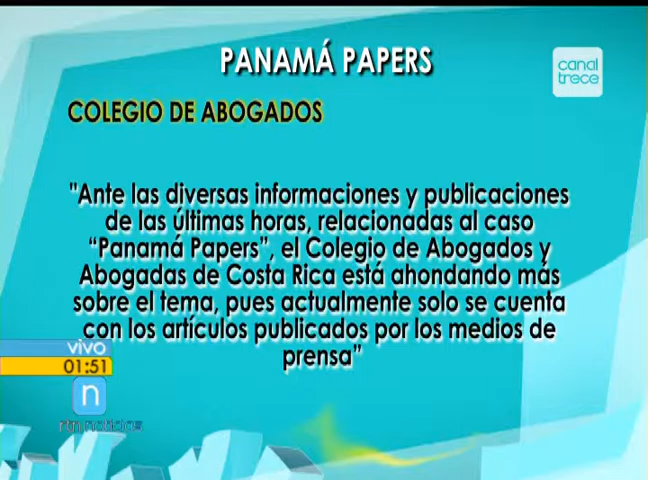 PANAMÁ PAPERS
canal
trece
COLEGIO DE ABOGADOS
"Ante las diversas informaciones y publicaciones
de las últimas horas, relacionadas al caso
“Panamá Papers”, el Colegio de Abogados y
Abogadas de Costa Rica está ahondando más
sobre el tema, pues actualmente solo se cuenta
con los artículos publicados por los medios de
prensa”
vivo
01:51
n
rtn noticias